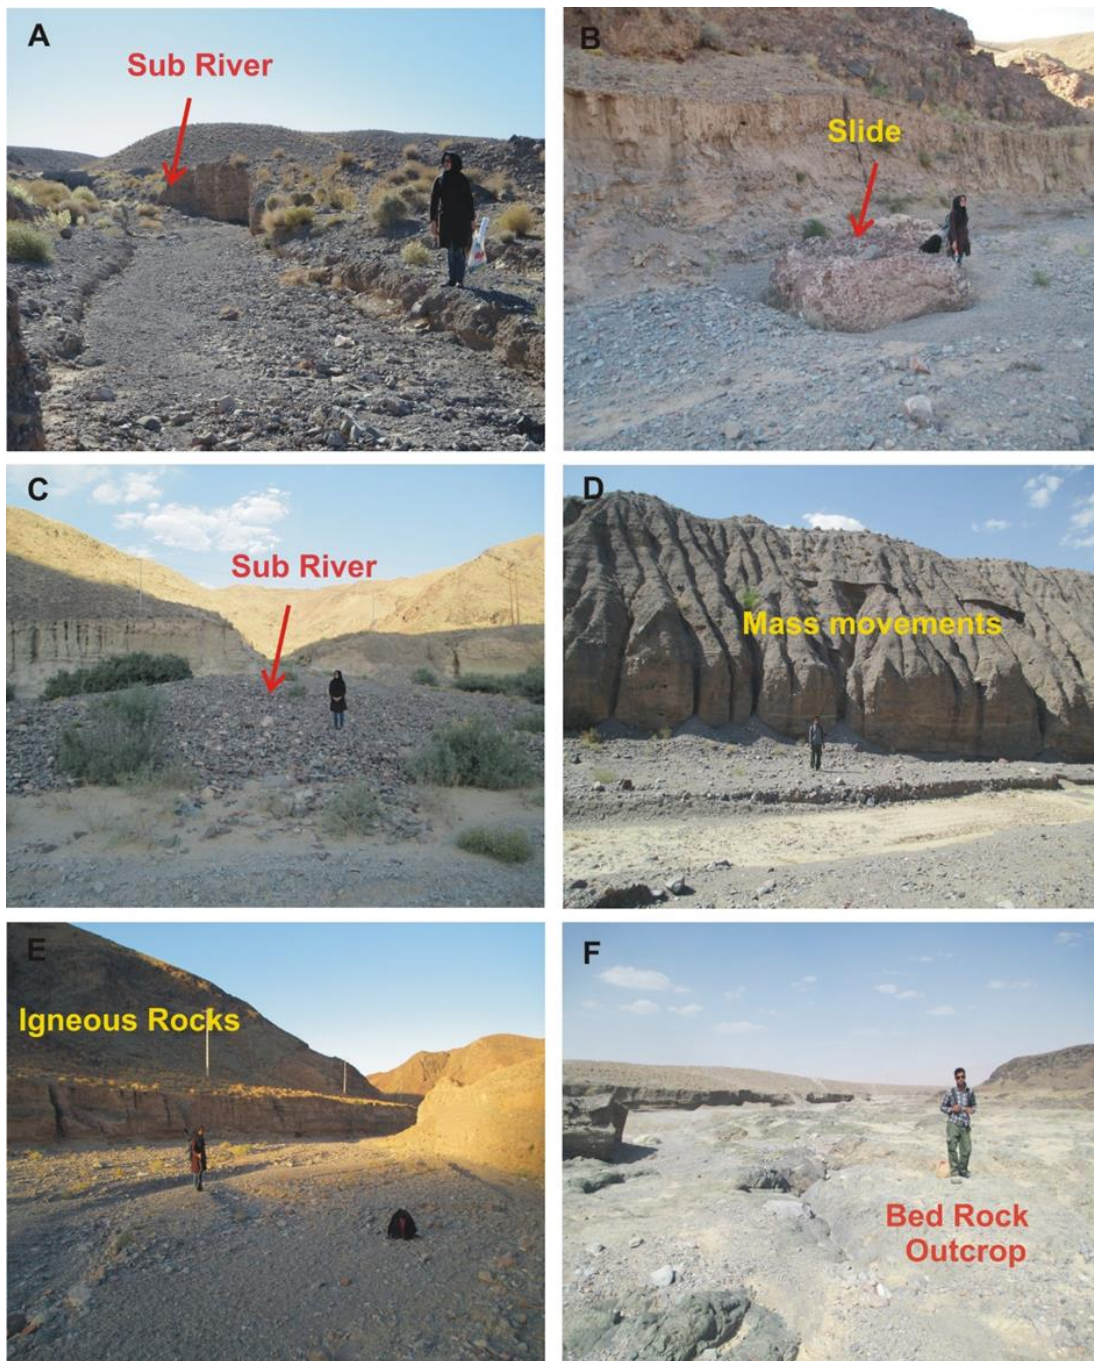 A
Sub River
B
Slide
C
Sub River
D
Mass movements
E
Igneous Rocks
F
Bed Rock
Outcrop